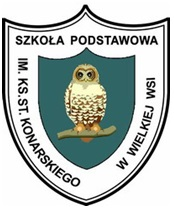 SZKOŁA PODSTAWOWA
IM. KS. ST. KONARSKIEGO
W WIELKIEJ WSI